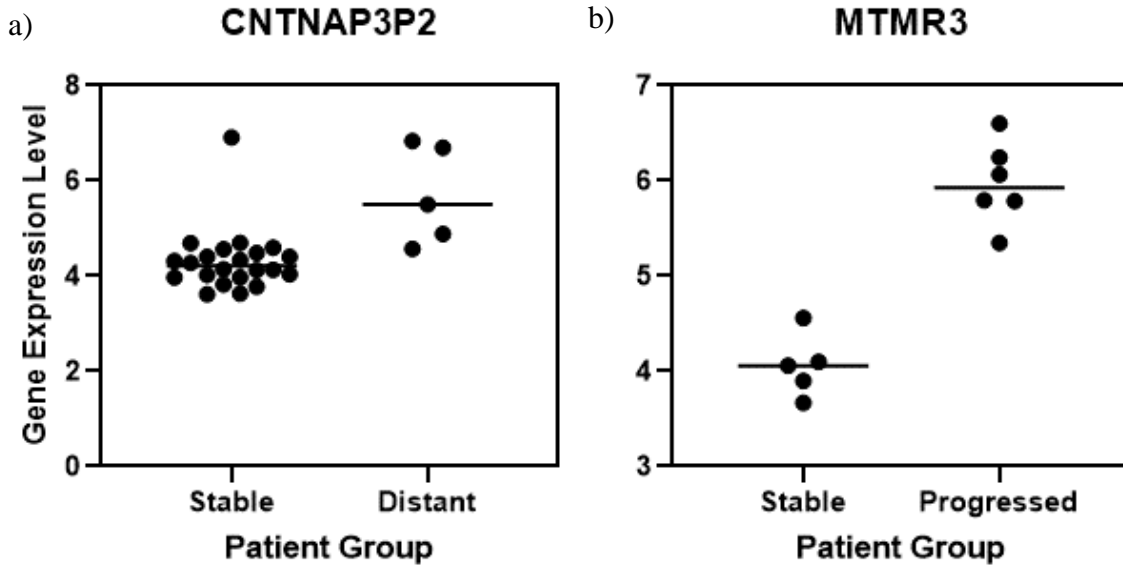 a)
CNTNAP3P2
Gene Expression Level
8
6
4
2
0
Stable
Distant
Patient Group
b)
MTMR3
7
6
5
4
3
Stable
Progressed
Patient Group